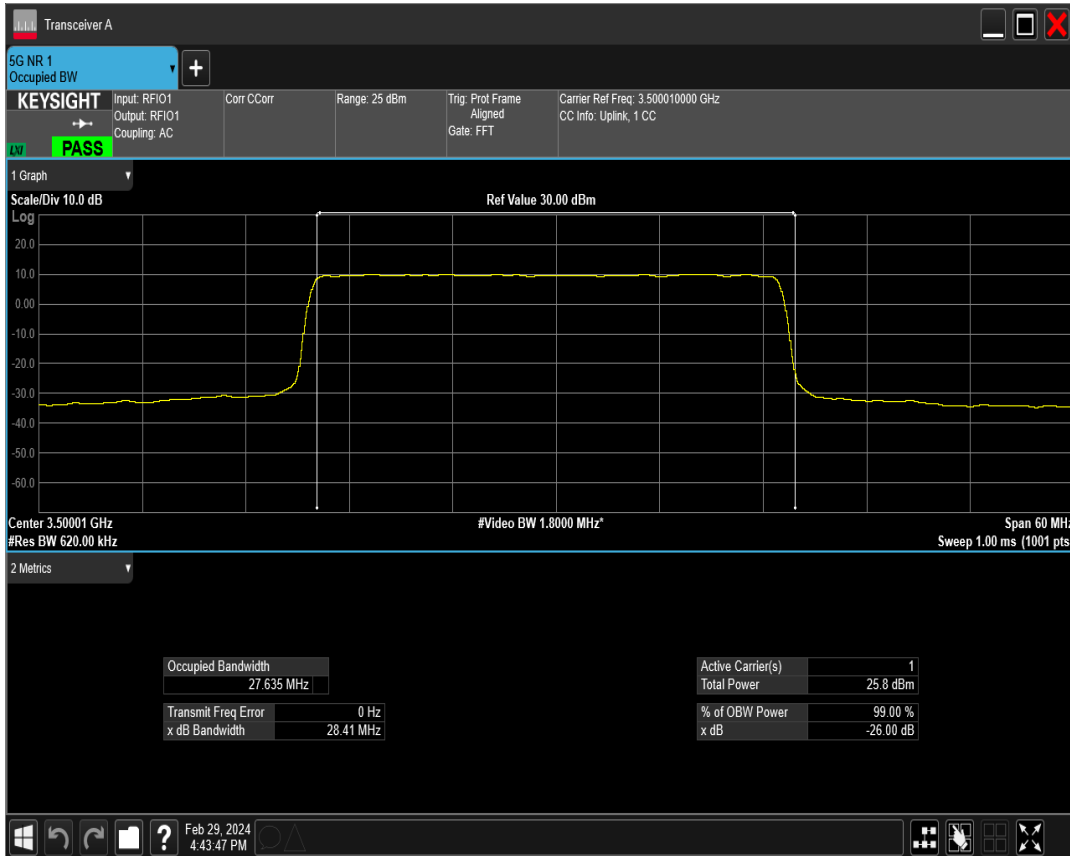 Transceiver A
5G NR 1
Occupied BW
+
KEYSIGHT
LXI
PASS
Input: RFIO1
Output: RFIO1
Coupling: AC
Corr CCorr
Range: 25 dBm
Trig: Prot Frame
Aligned
Gate: FFT
Carrier Ref Freq: 3.500010000 GHz
CC Info: Uplink, 1 CC
1 Graph
Scale/Div 10.0 dB
Ref Value 30.00 dBm
Log
20.0
10.0
0.00
-10.0
-20.0
-30.0
-40.0
-50.0
-60.0
Center 3.50001 GHz
#Video BW 1.8000 MHz*
Span 60 MHz
#Res BW 620.00 kHz
Sweep 1.00 ms (1001 pts
2 Metrics
Occupied Bandwidth
27.635 MHz
Transmit Freq Error 0 Hz
x dB Bandwidth 28.41 MHz
Active Carrier(s) 1
Total Power 25.8 dBm
% of OBW Power 99.00 %
x dB -26.00 dB
?
Feb 29, 2024
4:43:47 PM